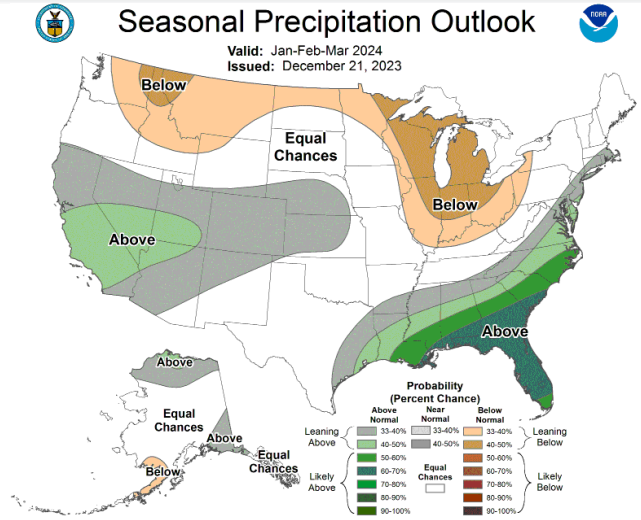 Seasonal Precipitation Outlook
Valid: Jan-Feb-Mar 2024
Issued: December 21, 2023
NOAA
Below
Equal
Chances
Below
Above
Above
Above
Equal
Chances
Above
Equal
Chances
Below
Probability
(Percent Chance)
Above
Normal
Near
Normal
Below
Normal
Leaning
Above
33-40%
33-40%
33-40%
Leaning
Below
40-50%
40-50%
40-50%
Likely
Above
50-60%
50-60%
Likely
Below
60-70%
60-70%
Equal
Chances
70-80%
70-80%
80-90%
80-90%
90-100%
90-100%